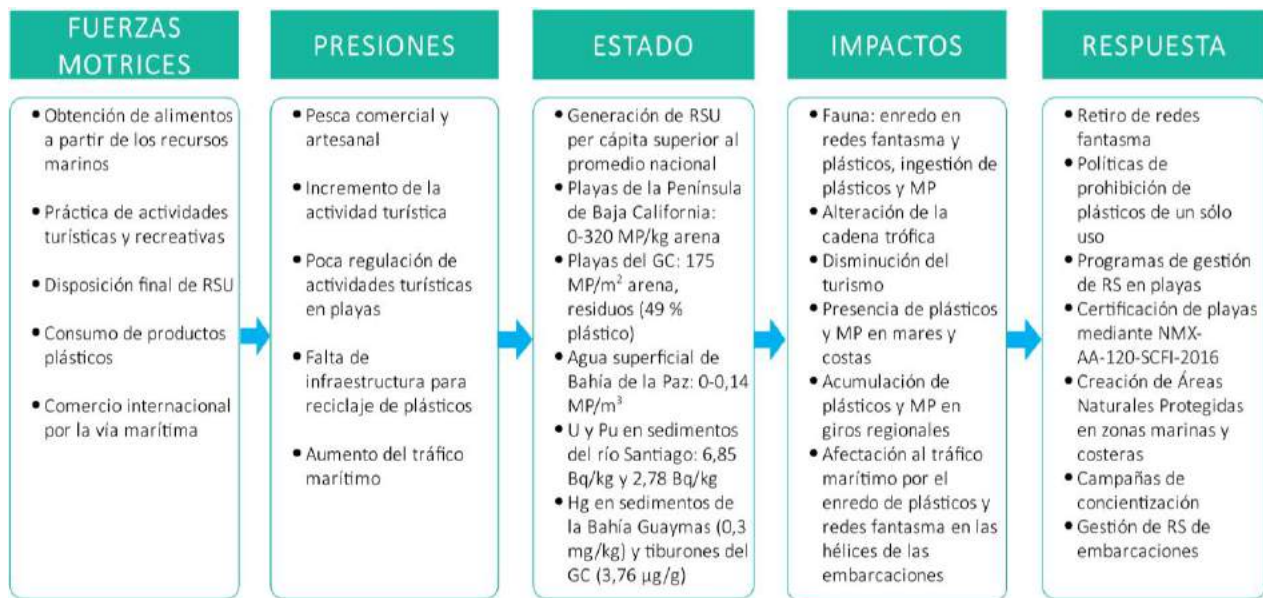 FUERZAS
MOTRICES
• Obtención de alimentos
a partir de los recursos
marinos
• Práctica de actividades
turísticas y recreativas
• Disposición final de RSU
• Consumo de productos
plásticos
• Comercio internacional
por la vía marítima
PRESIONES
• Pesca comercial y
artesanal
• Incremento de la
actividad turística
• Poca regulación de
actividades turísticas
en playas
• Falta de
infraestructura para
reciclaje de plásticos
• Aumento del tráfico
marítimo
ESTADO
• Generación de RSU
per cápita superior al
promedio nacional
• Playas de la Península
de Baja California:
0-320 MP/kg arena
• Playas del GC: 175
MP/m² arena,
residuos (49 %
plástico)
• Agua superficial de
Bahía de la Paz: 0-0,14
MP/m³
• U y Pu en sedimentos
del río Santiago: 6,85
Bq/kg y 2,78 Bq/kg
• Hg en sedimentos de
la Bahía Guaymas (0,3
mg/kg) y tiburones del
GC (3,76 µg/g)
IMPACTOS
• Fauna: enredo en
redes fantasma y
plásticos, ingestión de
plásticos y MP
• Alteración de la
cadena trófica
• Disminución del
turismo
• Presencia de plásticos
y MP en mares y
costas
• Acumulación de
plásticos y MP en
giros regionales
• Afectación al tráfico
marítimo por el
enredo de plásticos y
redes fantasma en las
hélices de las
embarcaciones
RESPUESTA
• Retiro de redes
fantasma
• Políticas de
prohibición de
plásticos de un sólo
uso
• Programas de gestión
de RS en playas
• Certificación de playas
mediante NMX-
AA-120-SCFI-2016
• Creación de Áreas
Naturales Protegidas
en zonas marinas y
costeras
• Campañas de
concientización
• Gestión de RS de
embarcaciones